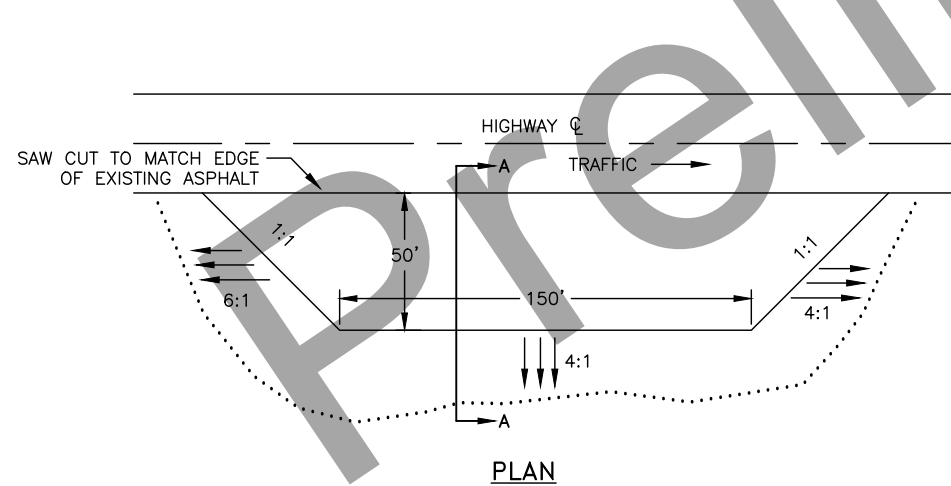 HIGHWAY ℄
SAW CUT TO MATCH EDGE
OF EXISTING ASPHALT
A
TRAFFIC
1:1
50'
1:1
6:1
150'
4:1
4:1
A
PLAN
Prelim